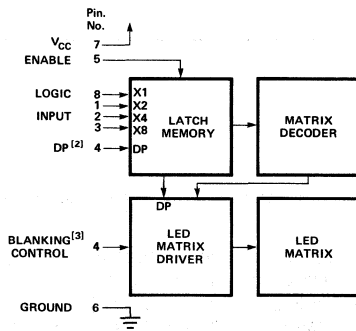 Pin.
No.
VCC 7
ENABLE 5
LOGIC 8 X1
1 X2
INPUT 2 X4
3 X8
DP [2] 4 DP
LATCH
MEMORY
MATRIX
DECODER
DP
BLANKING[3]
CONTROL 4
LED
MATRIX
DRIVER
LED
MATRIX
GROUND 6